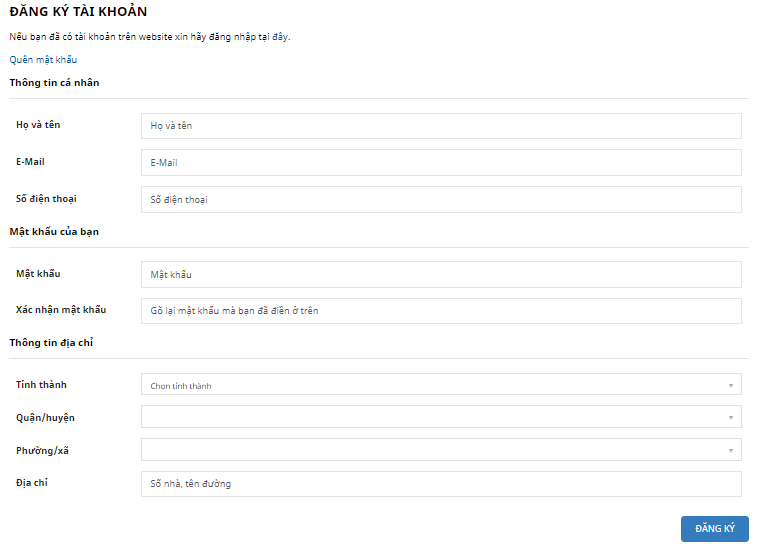 ĐĂNG KÝ TÀI KHOẢN
Nếu bạn đã có tài khoản trên website xin hãy đăng nhập tại đây.
Quên mật khẩu
Thông tin cá nhân
Họ và tên Họ và tên
E-Mail E-Mail
Số điện thoại Số điện thoại
Mật khẩu của bạn
Mật khẩu Mật khẩu
Xác nhận mật khẩu Gõ lại mật khẩu mà bạn đã điền ở trên
Thông tin địa chỉ
Tỉnh thành Chọn tỉnh thành
Quận/huyện
Phường/xã
Địa chỉ Số nhà, tên đường
ĐĂNG KÝ